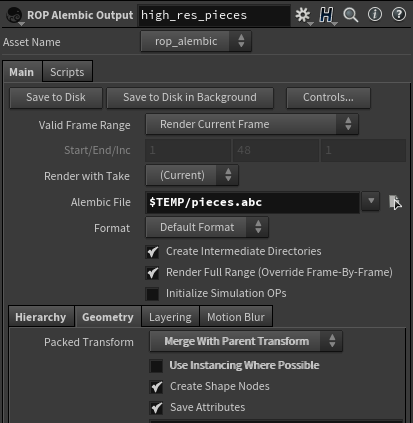 ROP Alembic Output high_res_pieces
Asset Name rop_alembic
Main Scripts
Save to Disk Save to Disk in Background Controls...
Valid Frame Range Render Current Frame
Start/End/Inc 1 48 1
Render with Take (Current)
Alembic File $TEMP/pieces.abc
Format Default Format
Create Intermediate Directories
Render Full Range (Override Frame-By-Frame)
Initialize Simulation OPs
Hierarchy Geometry Layering Motion Blur
Packed Transform Merge With Parent Transform
Use Instancing Where Possible
Create Shape Nodes
Save Attributes